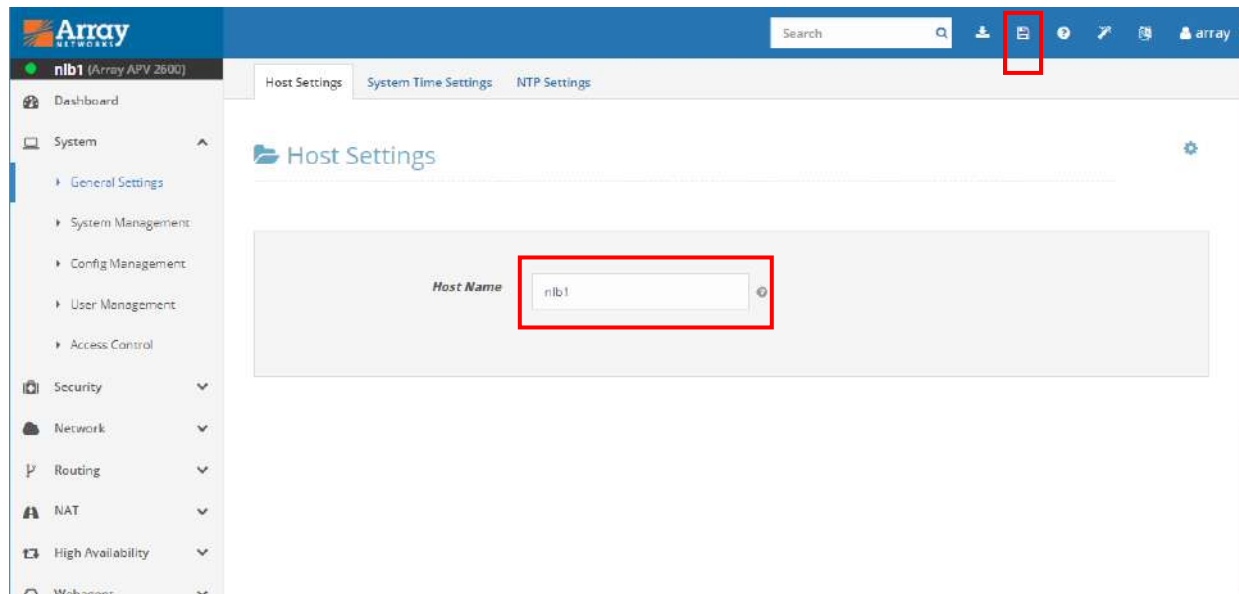 Array
NETWORKS
Search
array
nlb1 (Array APV 2600)
Host Settings
System Time Settings
NTP Settings
Dashboard
System
General Settings
System Management
Config Management
User Management
Access Control
Security
Network
Routing
NAT
High Availability
Host Settings
Host Name
nlb1